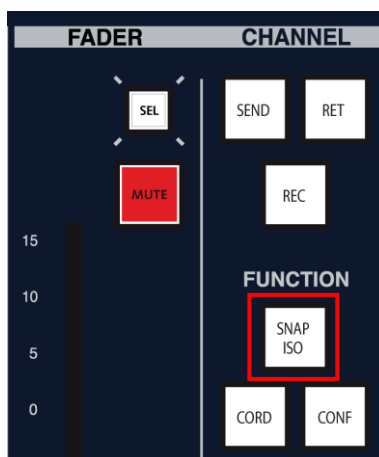 FADER CHANNEL
SEL
SEND RET
MUTE
REC
15
FUNCTION
10
SNAP
ISO
5
0
CORD CONF